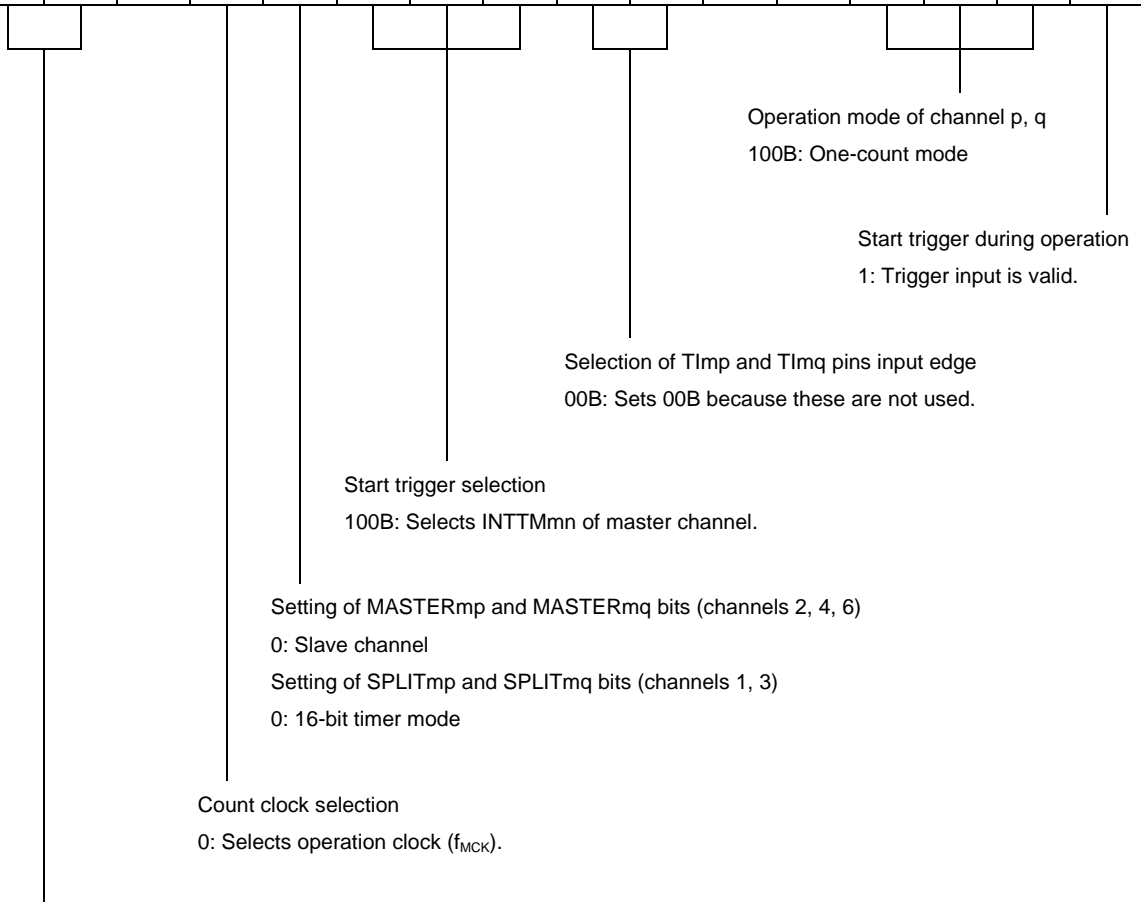 Operation mode of channel p, q
100B: One-count mode
Start trigger during operation
1: Trigger input is valid.
Selection of TImp and TImq pins input edge
00B: Sets 00B because these are not used.
Start trigger selection
100B: Selects INTTMmn of master channel.
Setting of MASTERmp and MASTERmq bits (channels 2, 4, 6)
0: Slave channel
Setting of SPLITmp and SPLITmq bits (channels 1, 3)
0: 16-bit timer mode
Count clock selection
0: Selects operation clock (fMCK).